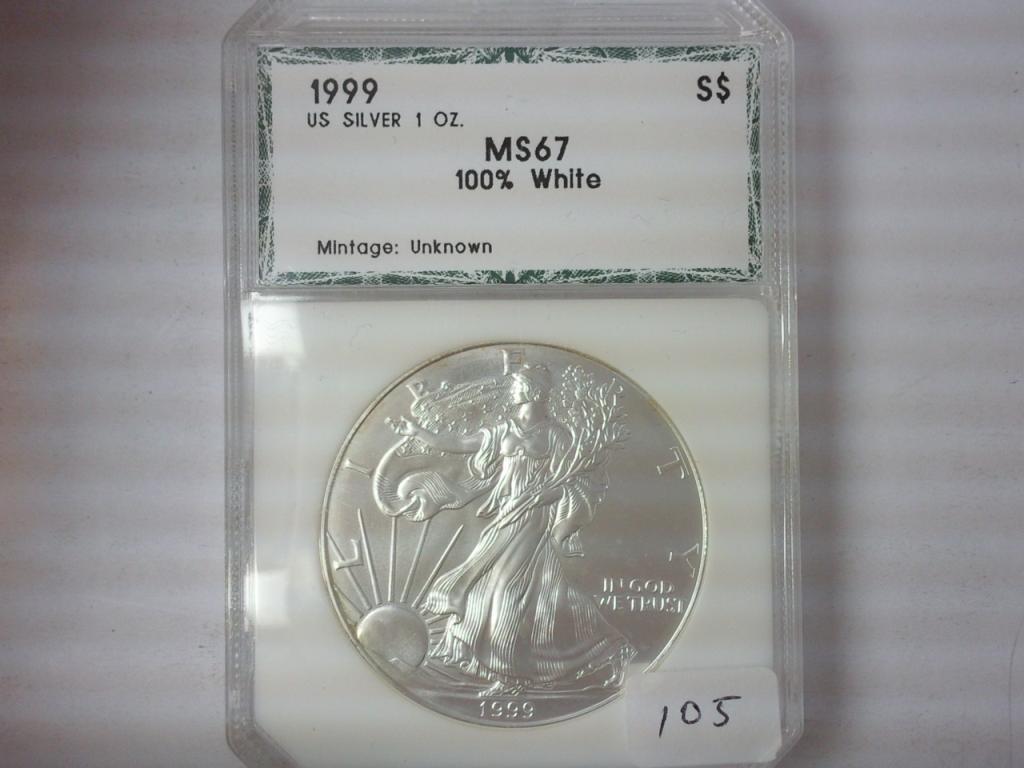 1999 S$
US SILVER 1 OZ.
MS67
100% White
Mintage: Unknown
LIBERTY
IN GOD
WE TRUST
1999
105